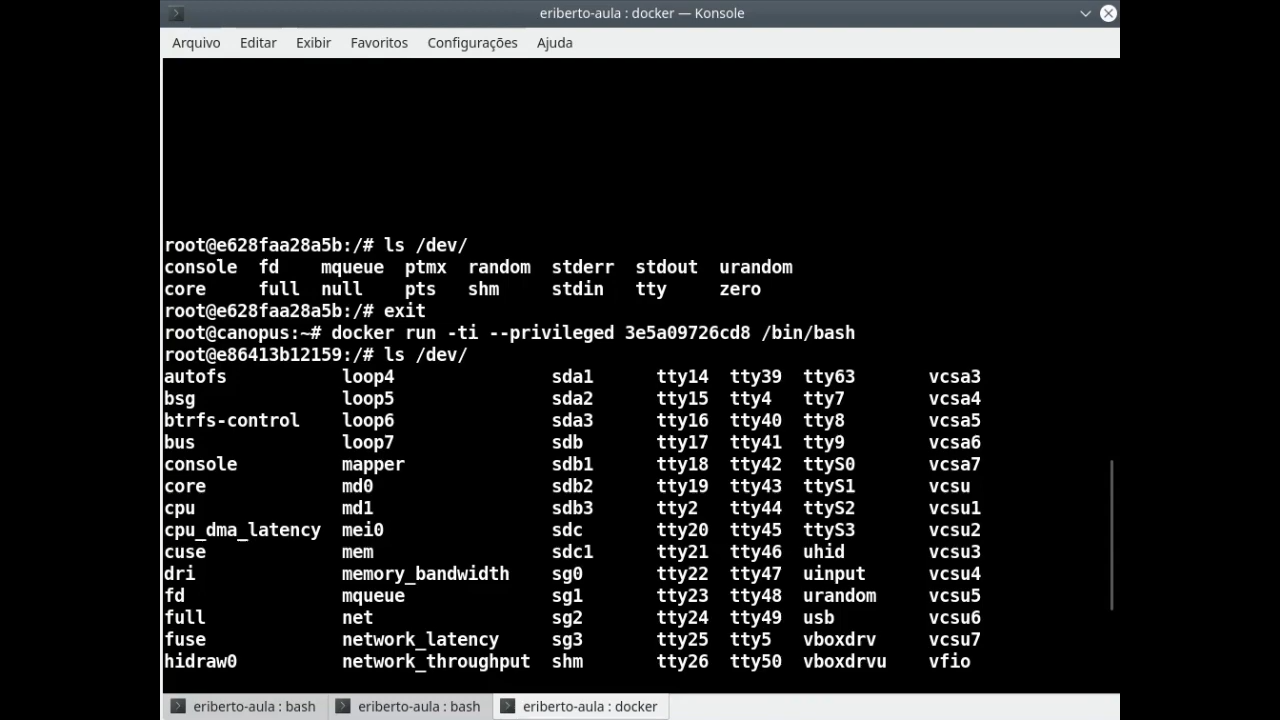 eriberto-aula : docker — Konsole
Arquivo Editar Exibir Favoritos Configurações Ajuda
root@e628faa28a5b:/# ls /dev/
console fd mqueue ptmx random stderr stdout urandom
core full null pts shm stdin tty zero
root@e628faa28a5b:/# exit
root@canopus:~# docker run -ti --privileged 3e5a09726cd8 /bin/bash
root@e86413b12159:/# ls /dev/
autofs loop4 sda1 tty14 tty39 tty63 vcsa3
bsg loop5 sda2 tty15 tty4 tty7 vcsa4
btrfs-control loop6 sda3 tty16 tty40 tty8 vcsa5
bus loop7 sdb tty17 tty41 tty9 vcsa6
console mapper sdb1 tty18 tty42 ttyS0 vcsa7
core md0 sdb2 tty19 tty43 ttyS1 vcsu
cpu md1 sdb3 tty2 tty44 ttyS2 vcsu1
cpu_dma_latency mei0 sdc tty20 tty45 ttyS3 vcsu2
cuse mem sdc1 tty21 tty46 uhid vcsu3
dri memory_bandwidth sg0 tty22 tty47 uinput vcsu4
fd mqueue sg1 tty23 tty48 urandom vcsu5
full net sg2 tty24 tty49 usb vcsu6
fuse network_latency sg3 tty25 tty5 vboxdrv vcsu7
hidraw0 network_throughput shm tty26 tty50 vboxdrvu vfio
eriberto-aula : bash eriberto-aula : bash eriberto-aula : docker